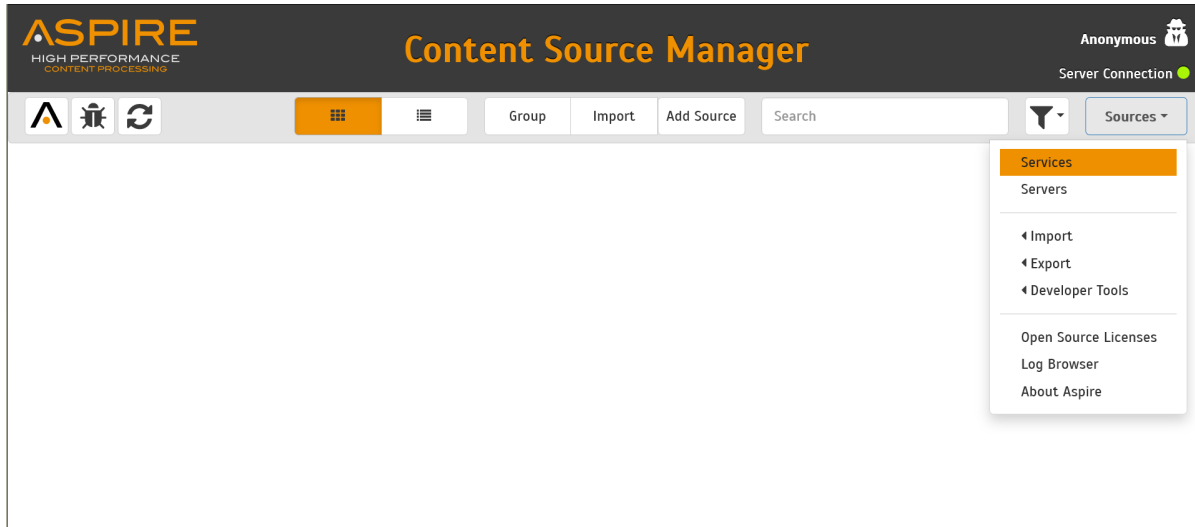 ASPIRE
HIGH PERFORMANCE
CONTENT PROCESSING
Content Source Manager
Anonymous
Server Connection
Group Import Add Source Search Sources
Services
Servers
Import
Export
Developer Tools
Open Source Licenses
Log Browser
About Aspire